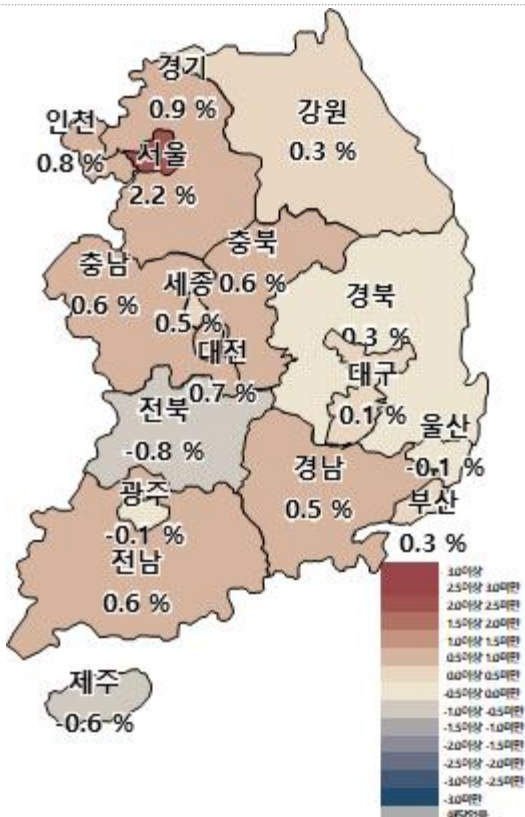 경기
0.9 %
강원
0.3 %
인천
0.8 %
서울
2.2 %
충북
0.6 %
충남
0.6 %
세종
0.5 %
대전
0.7 %
경북
0.3 %
대구
0.1 %
울산
-0.1 %
전북
-0.8 %
경남
0.5 %
부산
0.3 %
광주
-0.1 %
전남
0.6 %
제주
-0.6 %
3.0이상
2.5이상 3.0미만
2.0이상 2.5미만
1.5이상 2.0미만
1.0이상 1.5미만
0.5이상 1.0미만
0.0이상 0.5미만
-0.5이상 0.0미만
-1.0이상 -0.5미만
-1.5이상 -1.0미만
-2.0이상 -1.5미만
-2.5이상 -2.0미만
-3.0이상 -2.5미만
-3.0미만